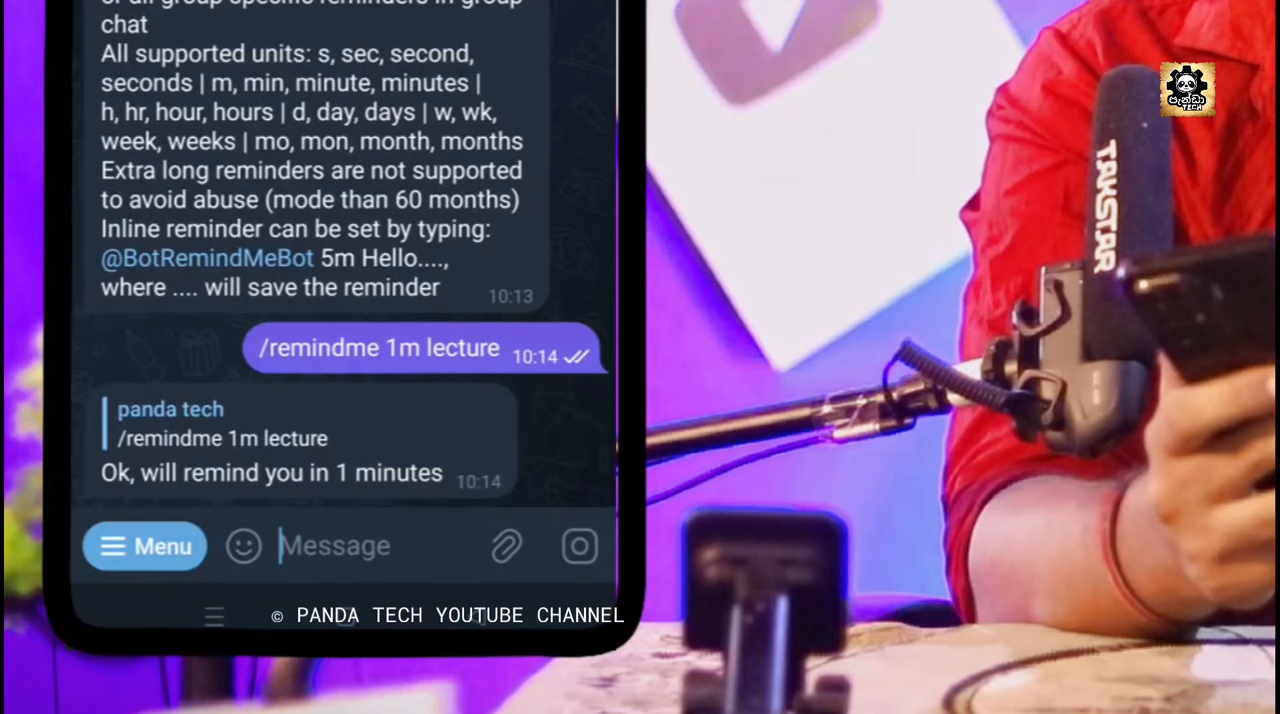 chat
All supported units: s, sec, second,
seconds | m, min, minute, minutes |
h, hr, hour, hours | d, day, days | w, wk,
week, weeks | mo, mon, month, months
Extra long reminders are not supported
to avoid abuse (mode than 60 months)
Inline reminder can be set by typing:
@BotRemindMeBot 5m Hello....,
where .... will save the reminder
10:13
/remindme 1m lecture 10:14
panda tech
/remindme 1m lecture
Ok, will remind you in 1 minutes 10:14
Menu
Message
© PANDA TECH YOUTUBE CHANNEL
TAKSTAR
පැන්ඩා
TECH